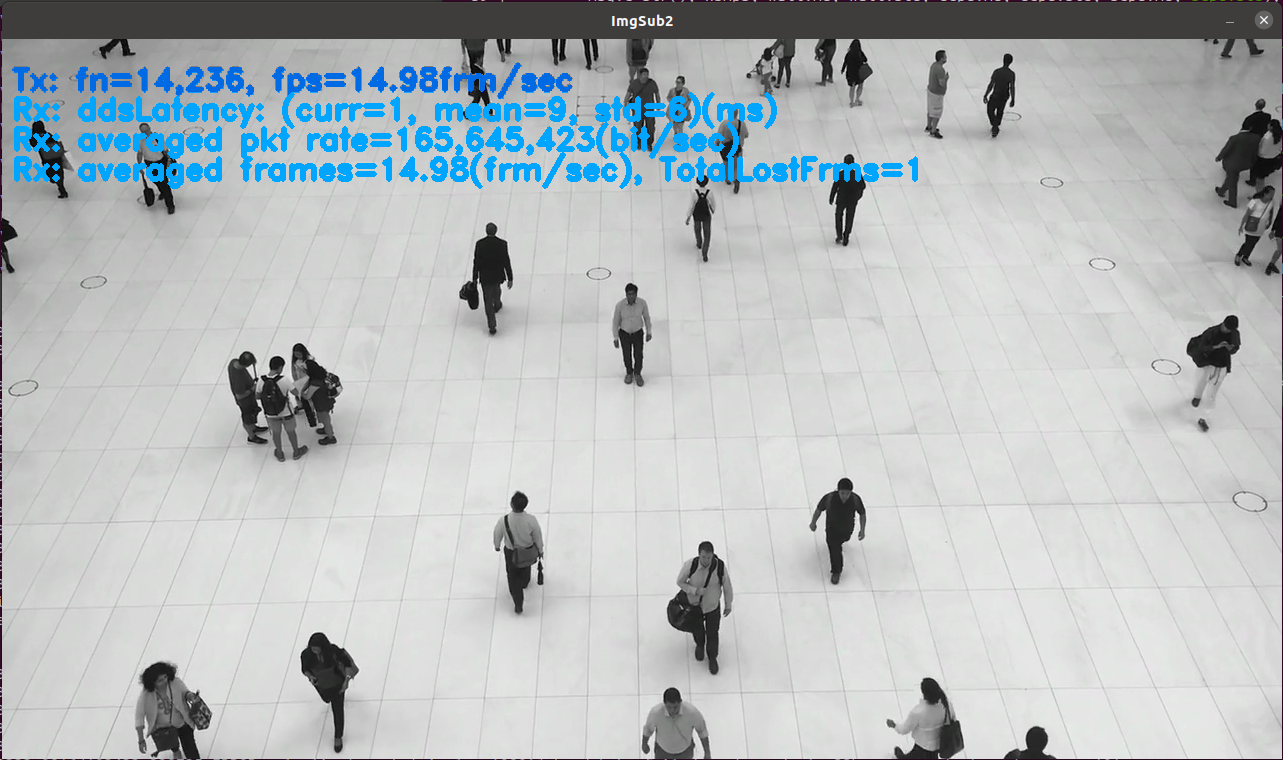 ImgSub2
Tx: fn=14,236, fps=14.98frm/sec
Rx: ddsLatency: (curr=1, mean=9, std=6)(ms)
Rx: averaged pkt rate=165,645,423(bit/sec)
Rx: averaged frames=14.98(frm/sec), TotalLostFrms=1